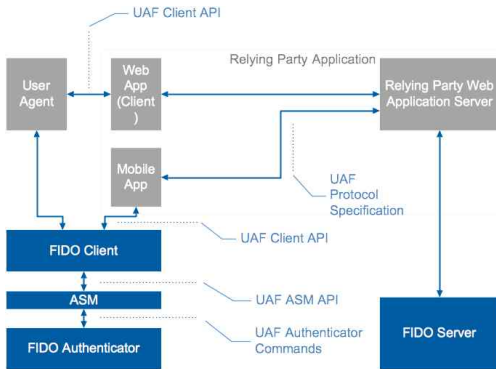 UAF Client API
Relying Party Application
User
Agent
Web
App
(Client
)
Relying Party Web
Application Server
Mobile
App
UAF
Protocol
Specification
UAF Client API
FIDO Client
ASM
UAF ASM API
FIDO Authenticator
UAF Authenticator
Commands
FIDO Server